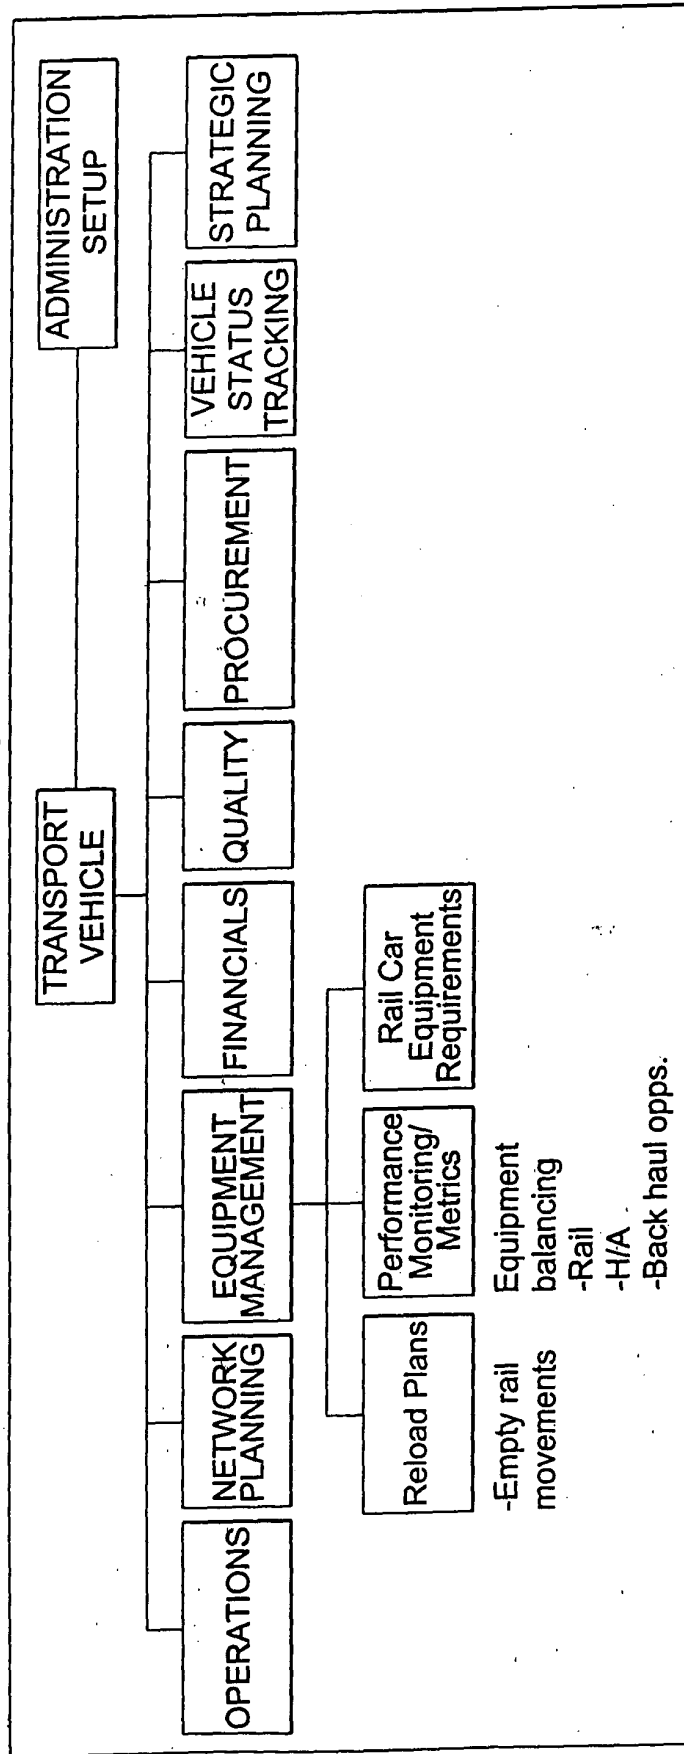 TRANSPORT
VEHICLE
ADMINISTRATION
SETUP
OPERATIONS
NETWORK
PLANNING
EQUIPMENT
MANAGEMENT
FINANCIALS
QUALITY
PROCUREMENT
VEHICLE
STATUS
TRACKING
STRATEGIC
PLANNING
Reload Plans
Performance
Monitoring/
Metrics
Rail Car
Equipment
Requirements
-Empty rail
movements
Equipment
balancing
-Rail
-H/A
-Back haul opps.